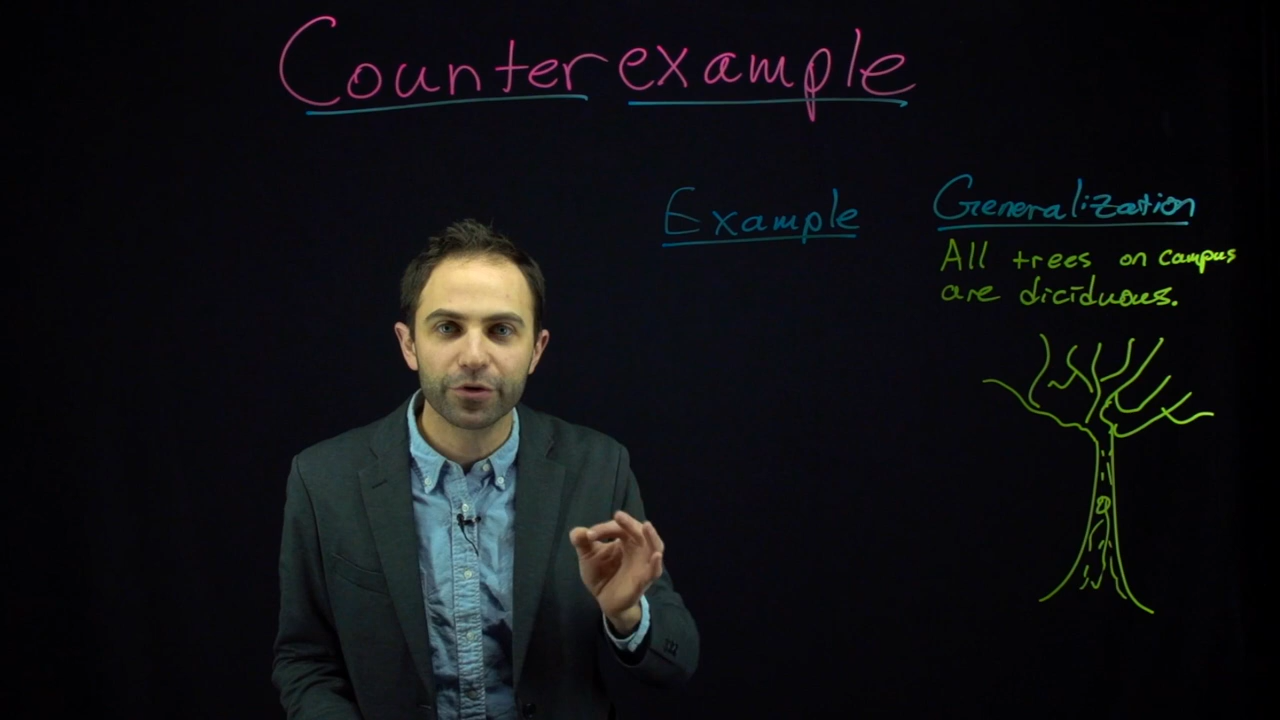 Counterexample
Example
Generalization
All trees on campus
are diciduous.